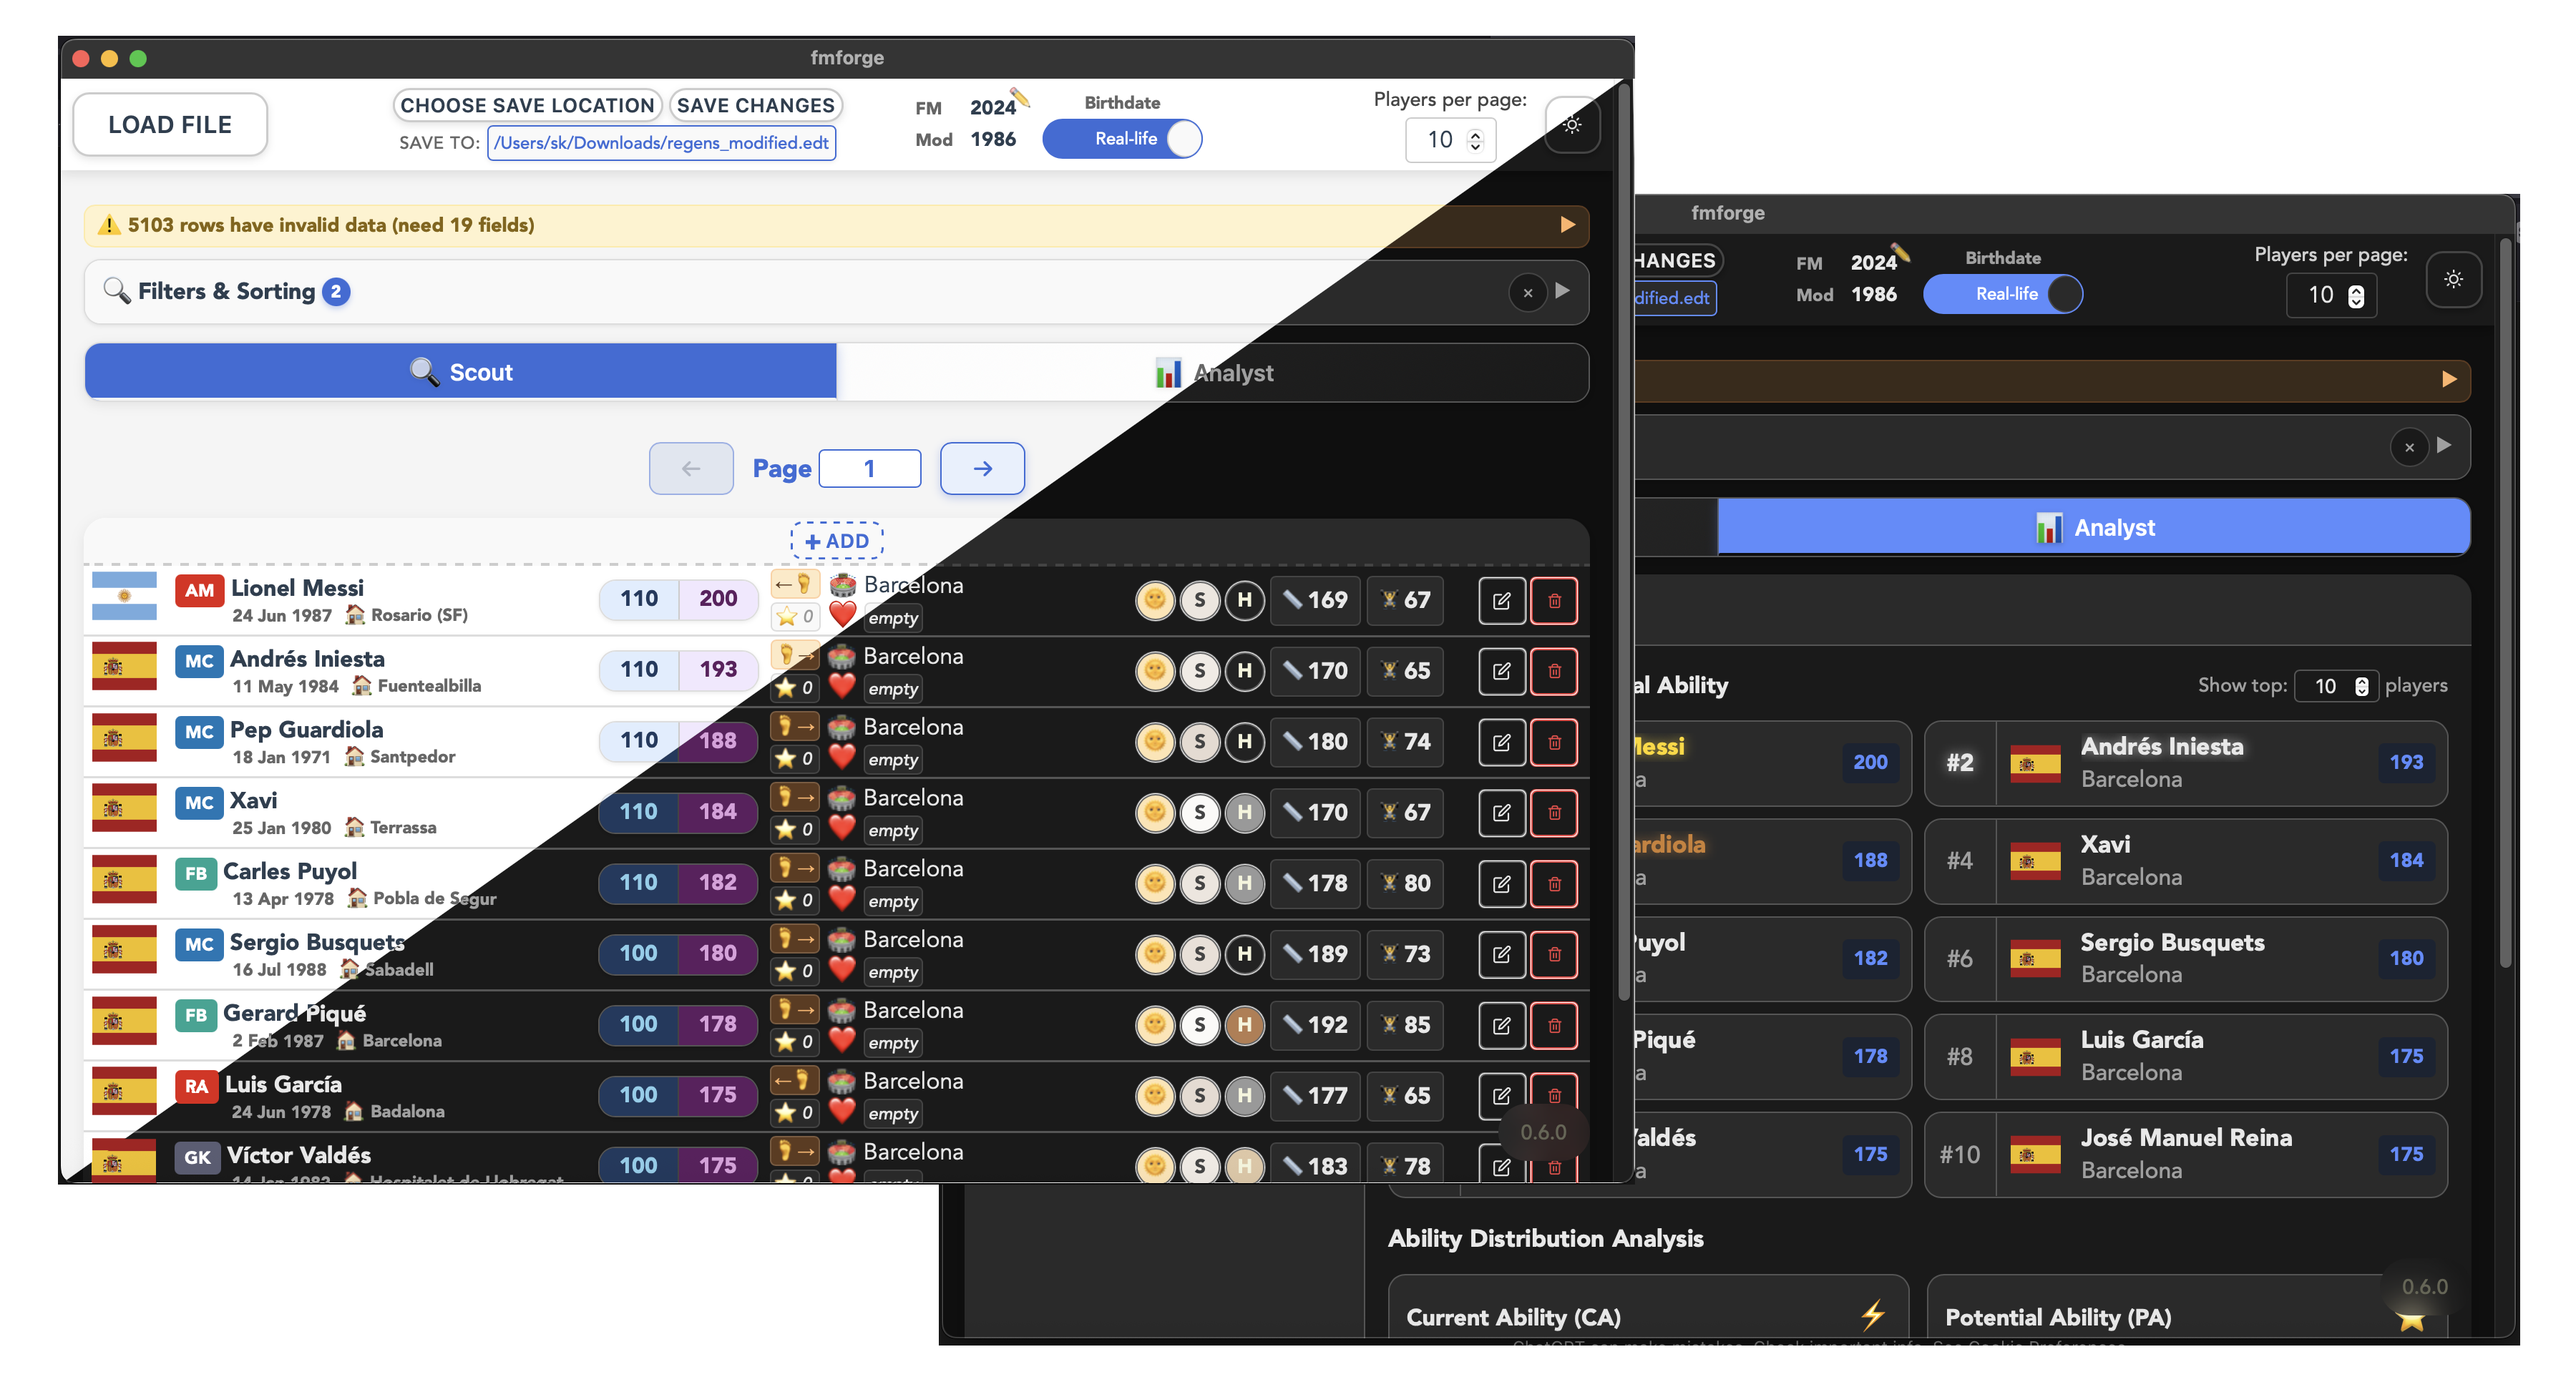 fmforge
LOAD FILE
CHOOSE SAVE LOCATION
SAVE CHANGES
SAVE TO: /Users/sk/Downloads/regens_modified.edt
FM 2024
Mod 1986
Birthdate
Real-life
Players per page:
10
5103 rows have invalid data (need 19 fields)
Filters & Sorting 2
Scout
Analyst
← Page 1 →
+ ADD
AM Lionel Messi 110 200 Barcelona S H 169 67
24 Jun 1987 Rosario (SF) 0 empty
MC Andrés Iniesta 110 193 Barcelona S H 170 65
11 May 1984 Fuentealbilla 0 empty
MC Pep Guardiola 110 188 Barcelona S H 180 74
18 Jan 1971 Santpedor 0 empty
MC Xavi 110 184 Barcelona S H 170 67
25 Jan 1980 Terrassa 0 empty
FB Carles Puyol 110 182 Barcelona S H 178 80
13 Apr 1978 Pobla de Segur 0 empty
MC Sergio Busquets 100 180 Barcelona S H 189 73
16 Jul 1988 Sabadell 0 empty
FB Gerard Piqué 100 178 Barcelona S H 192 85
2 Feb 1987 Barcelona 0 empty
RA Luis García 100 175 Barcelona S H 177 65
24 Jun 1978 Badalona 0 empty
GK Víctor Valdés 100 175 Barcelona S H 183 78
0.6.0
fmforge
HANGES
dified.edt
FM 2024
Mod 1986
Birthdate
Real-life
Players per page:
10
Analyst
al Ability
Show top: 10 players
Messi 200
a
#2 Andrés Iniesta 193
Barcelona
ardiola 188
a
#4 Xavi 184
Barcelona
Puyol 182
a
#6 Sergio Busquets 180
Barcelona
Piqué 178
a
#8 Luis García 175
Barcelona
Valdés 175
a
#10 José Manuel Reina 175
Barcelona
Ability Distribution Analysis
Current Ability (CA)
Potential Ability (PA)
0.6.0